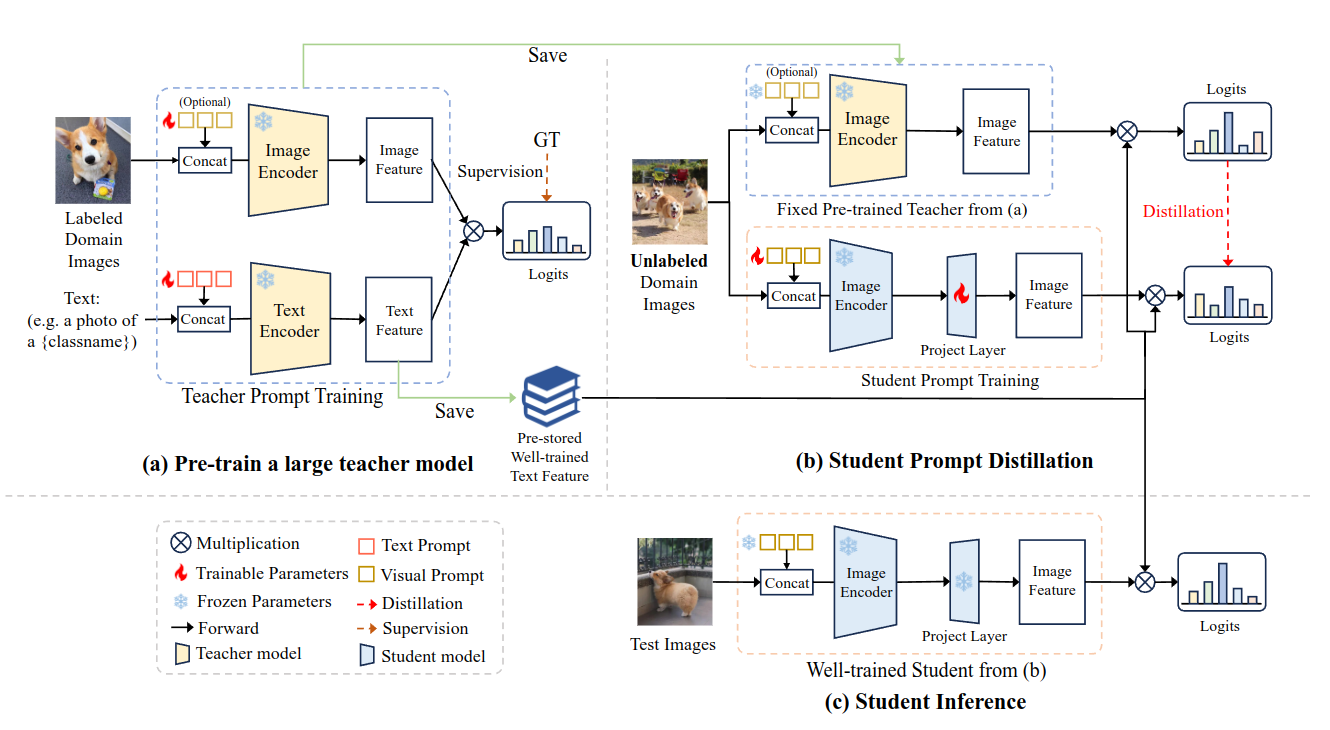 Save
(Optional)
Concat
Image
Encoder
Image
Feature
GT
Supervision
Logits
Labeled
Domain
Images
Text:
(e.g. a photo of
a {classname})
Concat
Text
Encoder
Text
Feature
Teacher Prompt Training
Save
Pre-stored
Well-trained
Text Feature
(a) Pre-train a large teacher model
(Optional)
Concat
Image
Encoder
Image
Feature
Logits
Fixed Pre-trained Teacher from (a)
Distillation
Unlabeled
Domain
Images
Concat
Image
Encoder
Project Layer
Image
Feature
Logits
Student Prompt Training
(b) Student Prompt Distillation
Multiplication
Text Prompt
Trainable Parameters
Visual Prompt
Frozen Parameters
Distillation
Forward
Supervision
Teacher model
Student model
Test Images
Concat
Image
Encoder
Project Layer
Image
Feature
Logits
Well-trained Student from (b)
(c) Student Inference